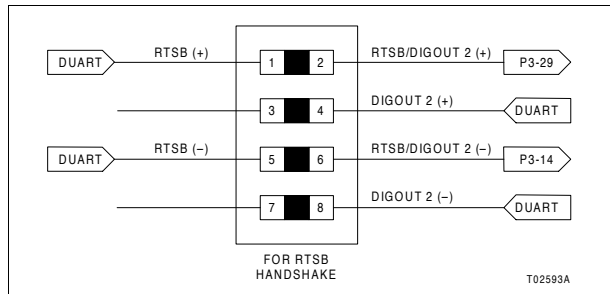 RTSB (+)
RTSB/DIGOUT 2 (+)
DUART
1 2
P3-29
DIGOUT 2 (+)
3 4
DUART
RTSB (–)
RTSB/DIGOUT 2 (–)
DUART
5 6
P3-14
DIGOUT 2 (–)
7 8
DUART
FOR RTSB
HANDSHAKE
T02593A